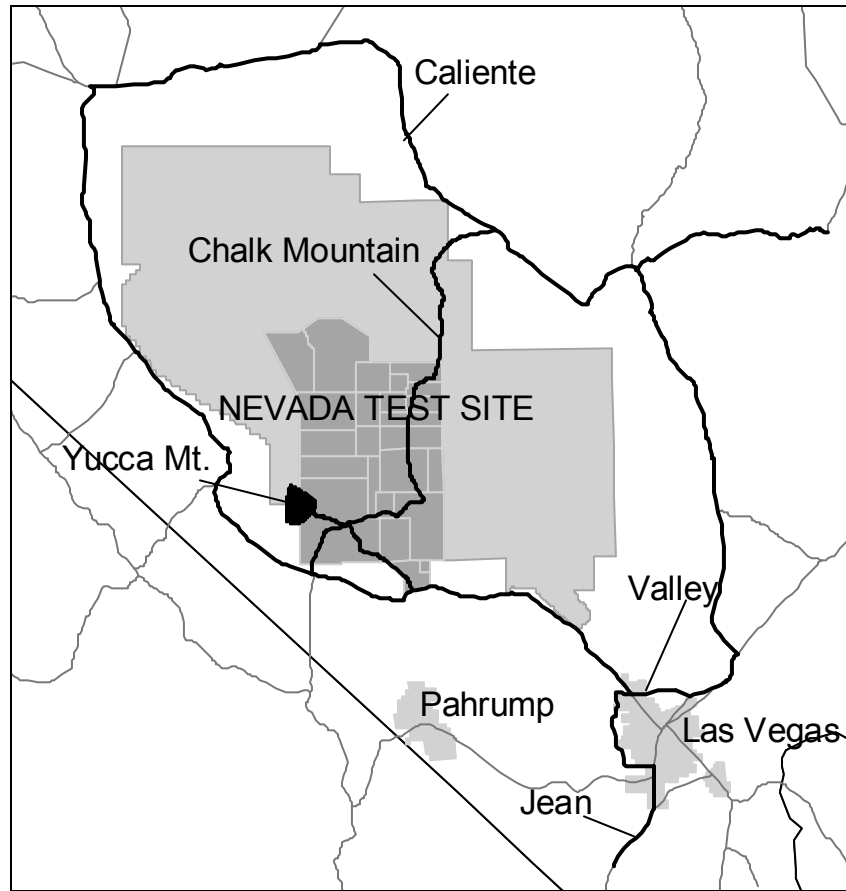 Caliente
Chalk Mountain
NEVADA TEST SITE
Yucca Mt.
Valley
Pahrump
Las Vegas
Jean